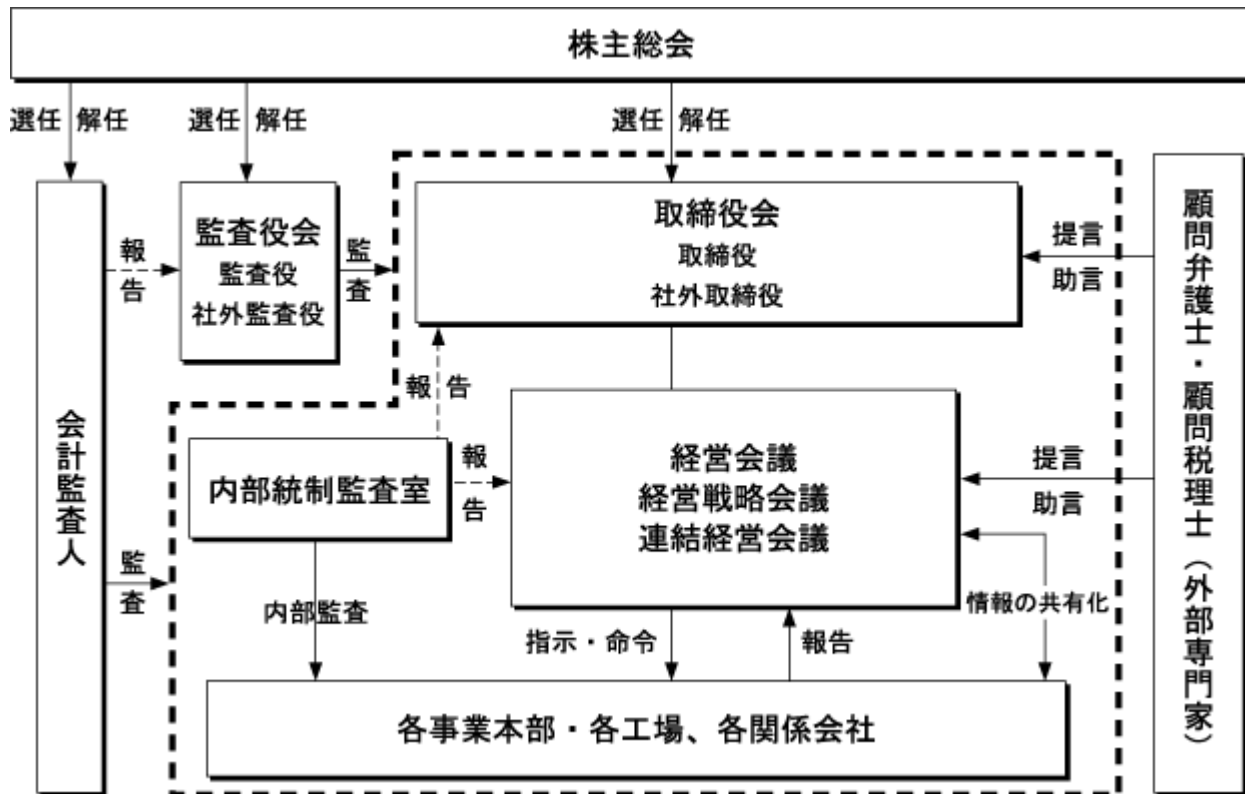 株主総会
選任 解任
選任 解任
選任 解任
会計監査人
報告
監査役会
監査役
社外監査役
監査
取締役会
取締役
社外取締役
提言
助言
顧問弁護士・顧問税理士（外部専門家）
報告
内部統制監査室
報告
経営会議
経営戦略会議
連結経営会議
提言
助言
監査
内部監査
指示・命令
報告
情報の共有化
各事業本部・各工場、各関係会社